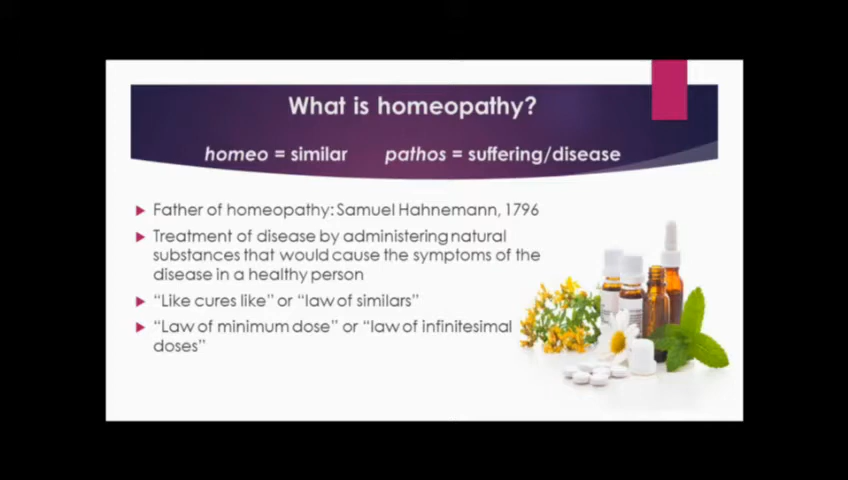 What is homeopathy?
homeo = similar pathos = suffering/disease
Father of homeopathy: Samuel Hahnemann, 1796
Treatment of disease by administering natural
substances that would cause the symptoms of the
disease in a healthy person
“Like cures like” or “law of similars”
“Law of minimum dose” or “law of infinitesimal
doses”